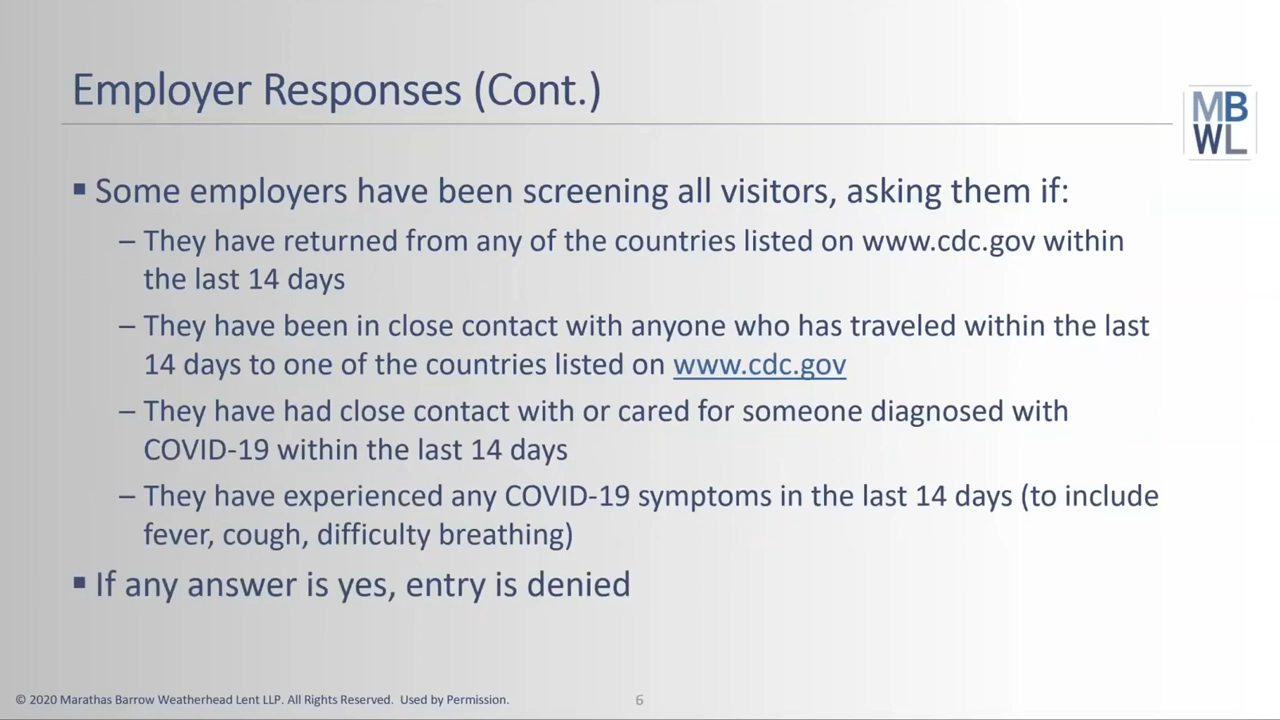 Employer Responses (Cont.)
MB
WL
▪ Some employers have been screening all visitors, asking them if:
– They have returned from any of the countries listed on www.cdc.gov within
the last 14 days
– They have been in close contact with anyone who has traveled within the last
14 days to one of the countries listed on www.cdc.gov
– They have had close contact with or cared for someone diagnosed with
COVID-19 within the last 14 days
– They have experienced any COVID-19 symptoms in the last 14 days (to include
fever, cough, difficulty breathing)
▪ If any answer is yes, entry is denied
© 2020 Marathas Barrow Weatherhead Lent LLP. All Rights Reserved. Used by Permission.
6